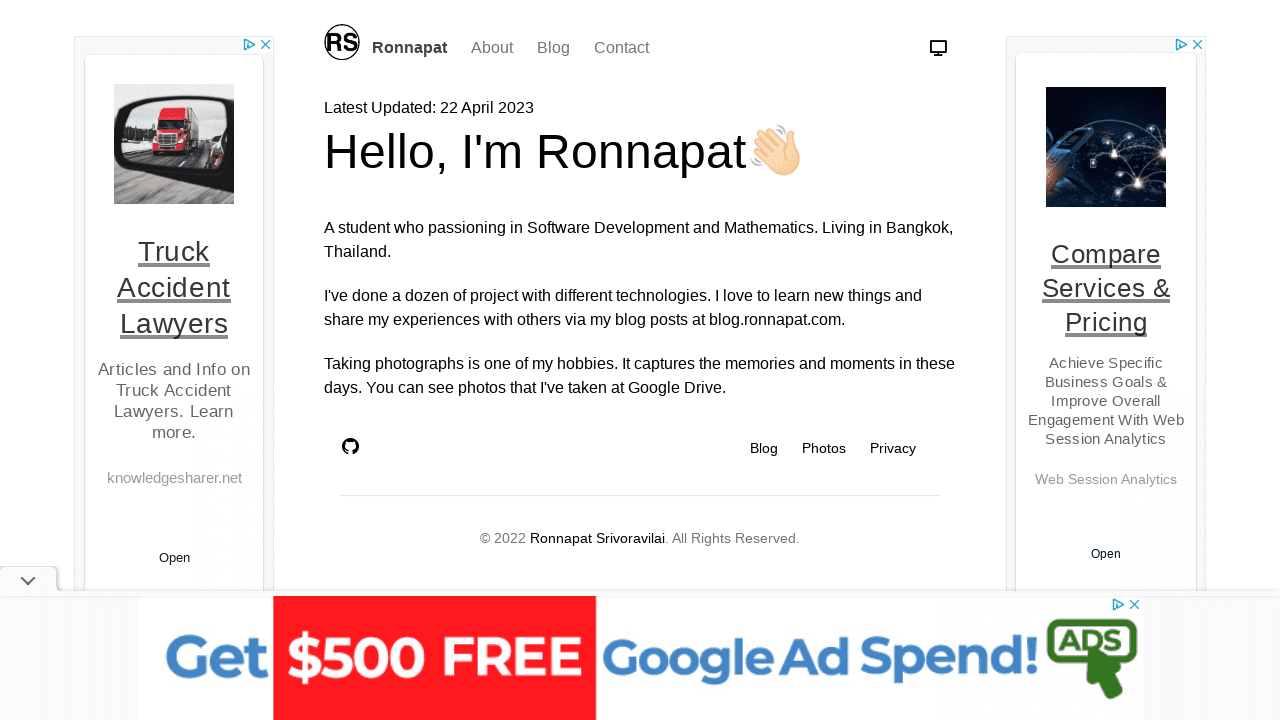 RS Ronnapat About Blog Contact
Latest Updated: 22 April 2023
Hello, I'm Ronnapat👋🏻
A student who passioning in Software Development and Mathematics. Living in Bangkok,
Thailand.
I've done a dozen of project with different technologies. I love to learn new things and
share my experiences with others via my blog posts at blog.ronnapat.com.
Taking photographs is one of my hobbies. It captures the memories and moments in these
days. You can see photos that I've taken at Google Drive.
Blog Photos Privacy
© 2022 Ronnapat Srivoravilai. All Rights Reserved.
Truck
Accident
Lawyers
Articles and Info on
Truck Accident
Lawyers. Learn
more.
knowledgesharer.net
Open
Compare
Services &
Pricing
Achieve Specific
Business Goals &
Improve Overall
Engagement With Web
Session Analytics
Web Session Analytics
Open
Get $500 FREE Google Ad Spend! ADS